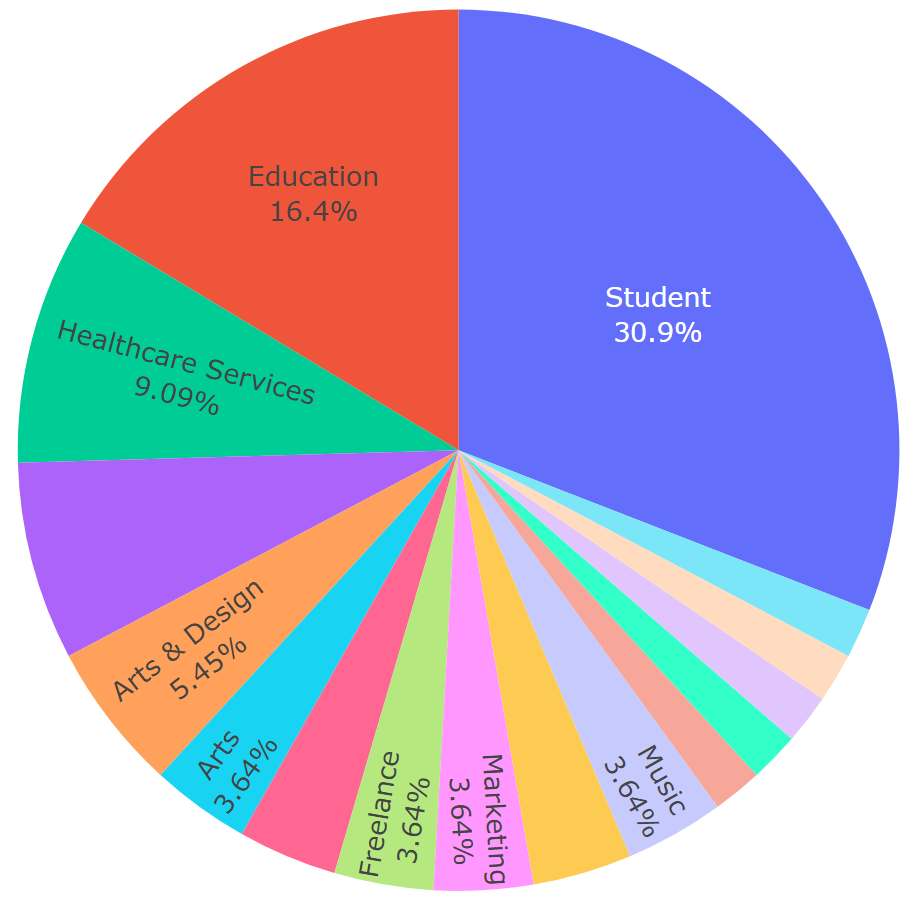 Education
16.4%
Student
30.9%
Healthcare Services
9.09%
Arts & Design
5.45%
Arts
3.64%
Freelance
3.64%
Marketing
3.64%
Music
3.64%